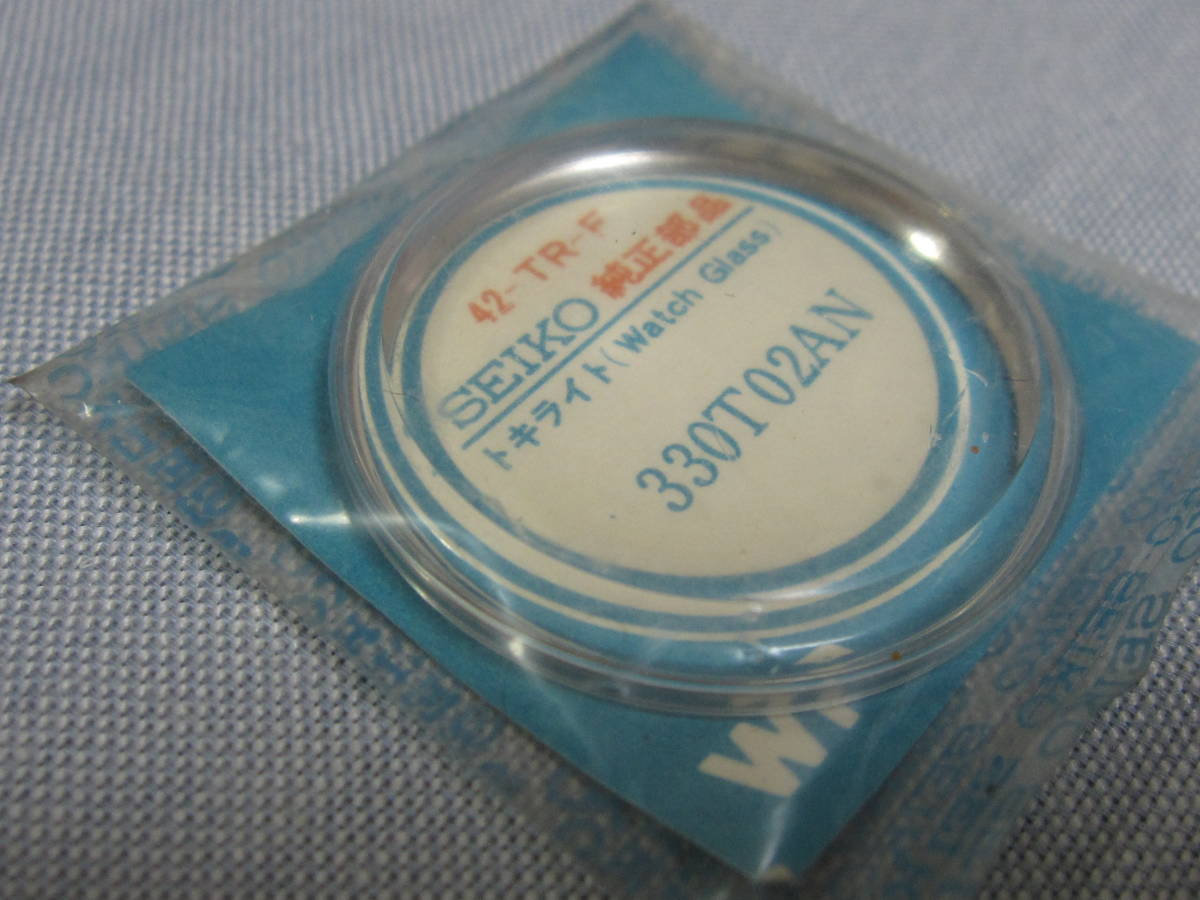 42-TR-F
SEIKO 純正部品
トキライト(Watch Glass)
330T02AN